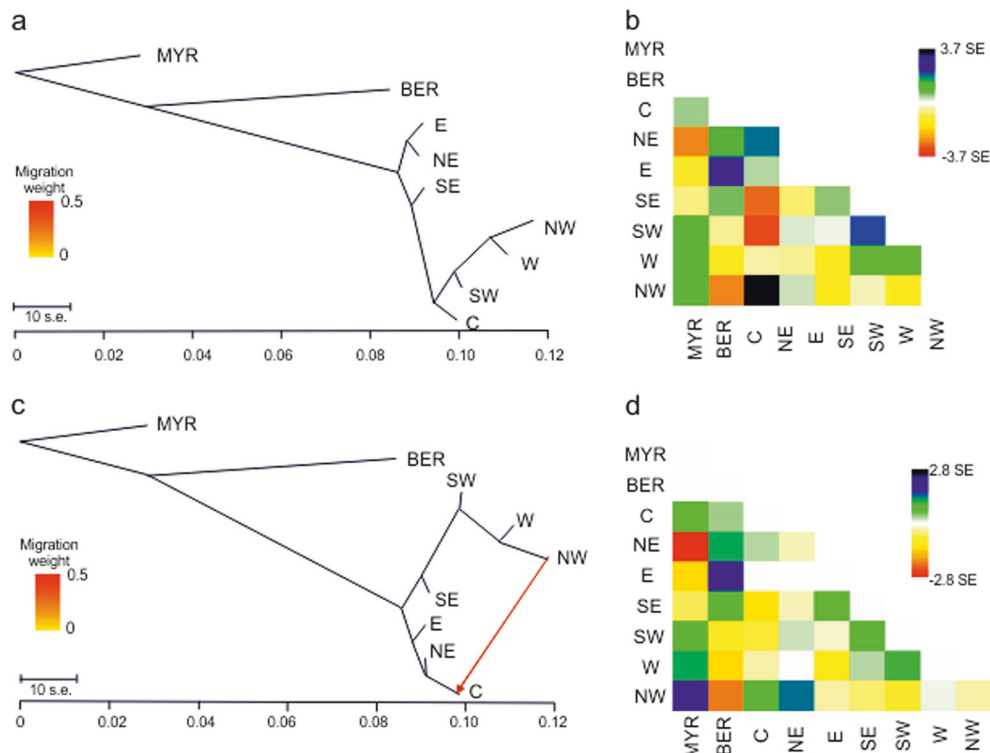 a
MYR
BER
E
NE
SE
NW
W
SW
C
Migration
weight
0.5
0
10 s.e.
0 0.02 0.04 0.06 0.08 0.10 0.12
b
MYR
BER
C
NE
E
SE
SW
W
NW
MYR BER C NE E SE SW W NW
3.7 SE
-3.7 SE
c
MYR
BER
SW
W
NW
SE
E
NE
C
Migration
weight
0.5
0
10 s.e.
0 0.02 0.04 0.06 0.08 0.10 0.12
d
MYR
BER
C
NE
E
SE
SW
W
NW
MYR BER C NE E SE SW W NW
2.8 SE
-2.8 SE